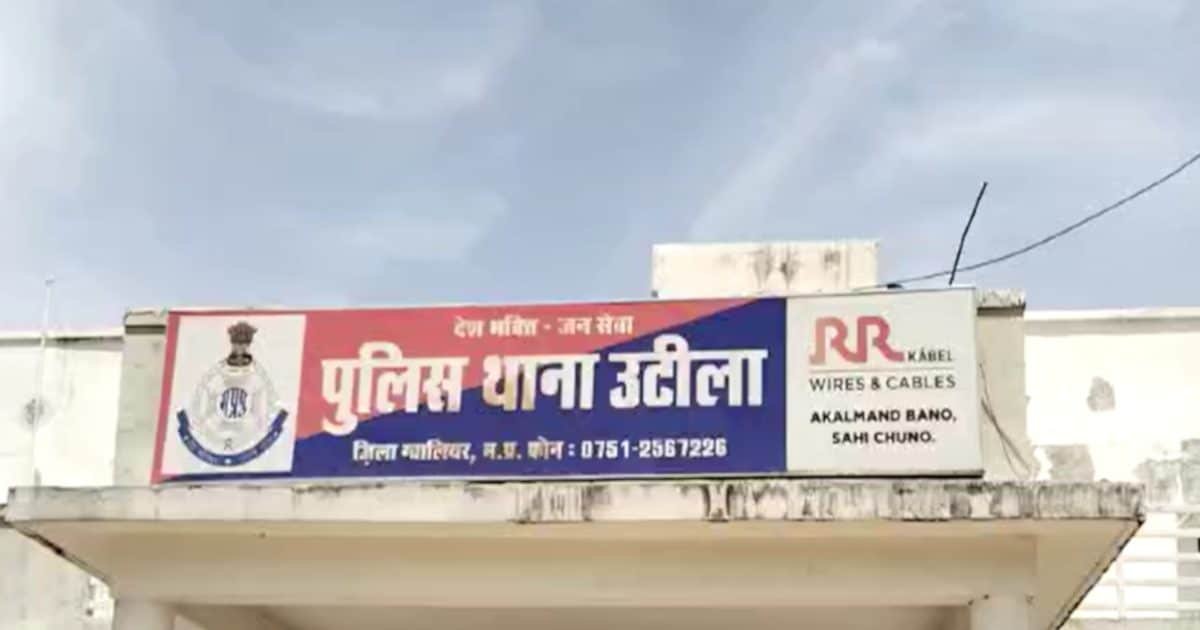 देश भक्ति - जन सेवा
पुलिस थाना उटीला
ज़िला ग्वालियर, म.प्र. फोन : 0751-2567226
RR KABEL
WIRES & CABLES
AKALMAND BANO,
SAHI CHUNO.